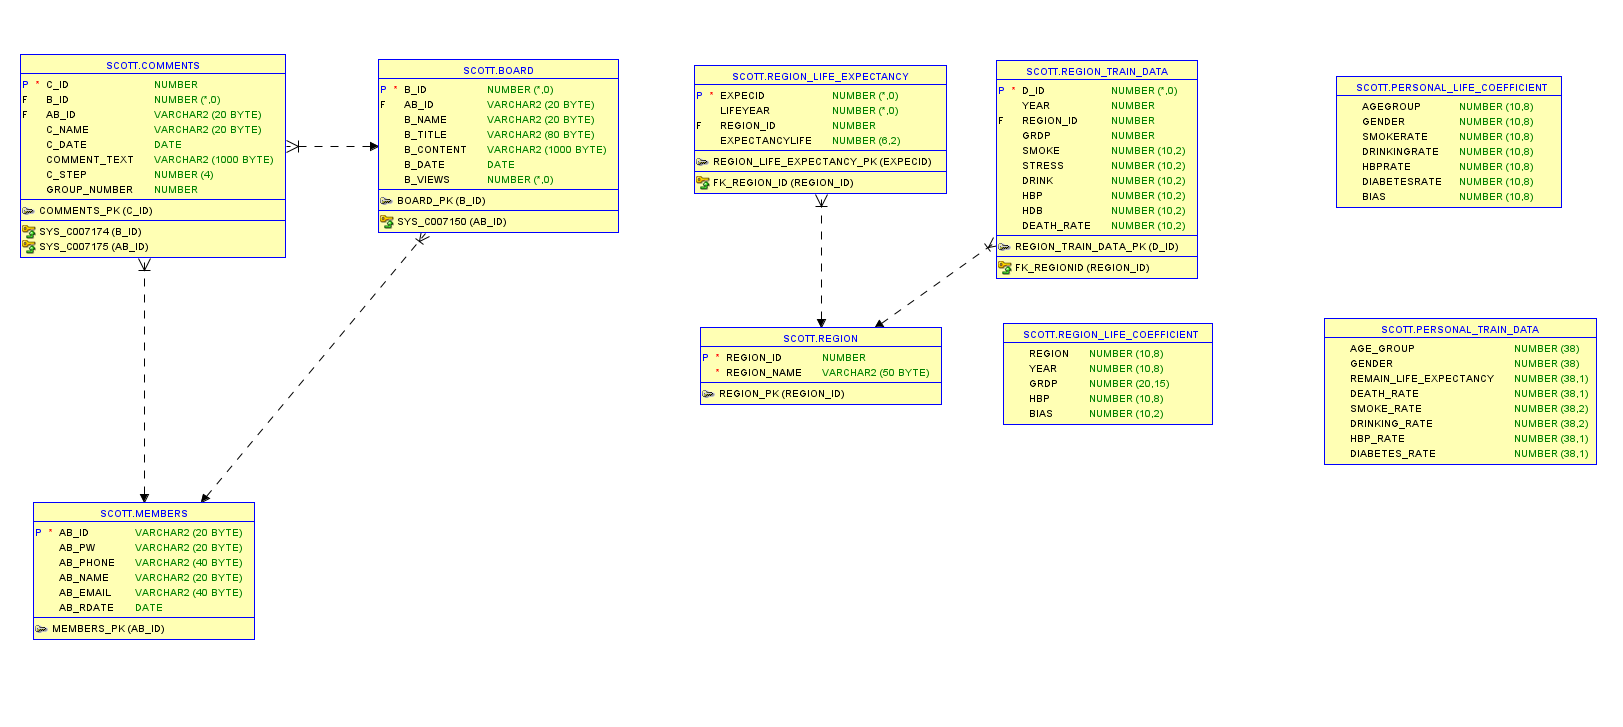 SCOTT.COMMENTS
P * C_ID NUMBER
F B_ID NUMBER (*,0)
F AB_ID VARCHAR2 (20 BYTE)
C_NAME VARCHAR2 (20 BYTE)
C_DATE DATE
COMMENT_TEXT VARCHAR2 (1000 BYTE)
C_STEP NUMBER (4)
GROUP_NUMBER NUMBER
COMMENTS_PK (C_ID)
SYS_C007174 (B_ID)
SYS_C007175 (AB_ID)
SCOTT.BOARD
P * B_ID NUMBER (*,0)
F AB_ID VARCHAR2 (20 BYTE)
B_NAME VARCHAR2 (20 BYTE)
B_TITLE VARCHAR2 (80 BYTE)
B_CONTENT VARCHAR2 (1000 BYTE)
B_DATE DATE
B_VIEWS NUMBER (*,0)
BOARD_PK (B_ID)
SYS_C007150 (AB_ID)
SCOTT.REGION_LIFE_EXPECTANCY
P * EXPECID NUMBER (*,0)
LIFEYEAR NUMBER (*,0)
F REGION_ID NUMBER
EXPECTANCYLIFE NUMBER (6,2)
REGION_LIFE_EXPECTANCY_PK (EXPECID)
FK_REGION_ID (REGION_ID)
SCOTT.REGION_TRAIN_DATA
P * D_ID NUMBER (*,0)
YEAR NUMBER
F REGION_ID NUMBER
GRDP NUMBER
SMOKE NUMBER (10,2)
STRESS NUMBER (10,2)
DRINK NUMBER (10,2)
HBP NUMBER (10,2)
HDB NUMBER (10,2)
DEATH_RATE NUMBER (10,2)
REGION_TRAIN_DATA_PK (D_ID)
FK_REGIONID (REGION_ID)
SCOTT.PERSONAL_LIFE_COEFFICIENT
AGEGROUP NUMBER (10,8)
GENDER NUMBER (10,8)
SMOKERATE NUMBER (10,8)
DRINKINGRATE NUMBER (10,8)
HBPRATE NUMBER (10,8)
DIABETESRATE NUMBER (10,8)
BIAS NUMBER (10,8)
SCOTT.REGION
P * REGION_ID NUMBER
* REGION_NAME VARCHAR2 (50 BYTE)
REGION_PK (REGION_ID)
SCOTT.REGION_LIFE_COEFFICIENT
REGION NUMBER (10,8)
YEAR NUMBER (10,8)
GRDP NUMBER (20,15)
HBP NUMBER (10,8)
BIAS NUMBER (10,2)
SCOTT.PERSONAL_TRAIN_DATA
AGE_GROUP NUMBER (38)
GENDER NUMBER (38)
REMAIN_LIFE_EXPECTANCY NUMBER (38,1)
DEATH_RATE NUMBER (38,1)
SMOKE_RATE NUMBER (38,2)
DRINKING_RATE NUMBER (38,2)
HBP_RATE NUMBER (38,1)
DIABETES_RATE NUMBER (38,1)
SCOTT.MEMBERS
P * AB_ID VARCHAR2 (20 BYTE)
AB_PW VARCHAR2 (20 BYTE)
AB_PHONE VARCHAR2 (40 BYTE)
AB_NAME VARCHAR2 (20 BYTE)
AB_EMAIL VARCHAR2 (40 BYTE)
AB_RDATE DATE
MEMBERS_PK (AB_ID)